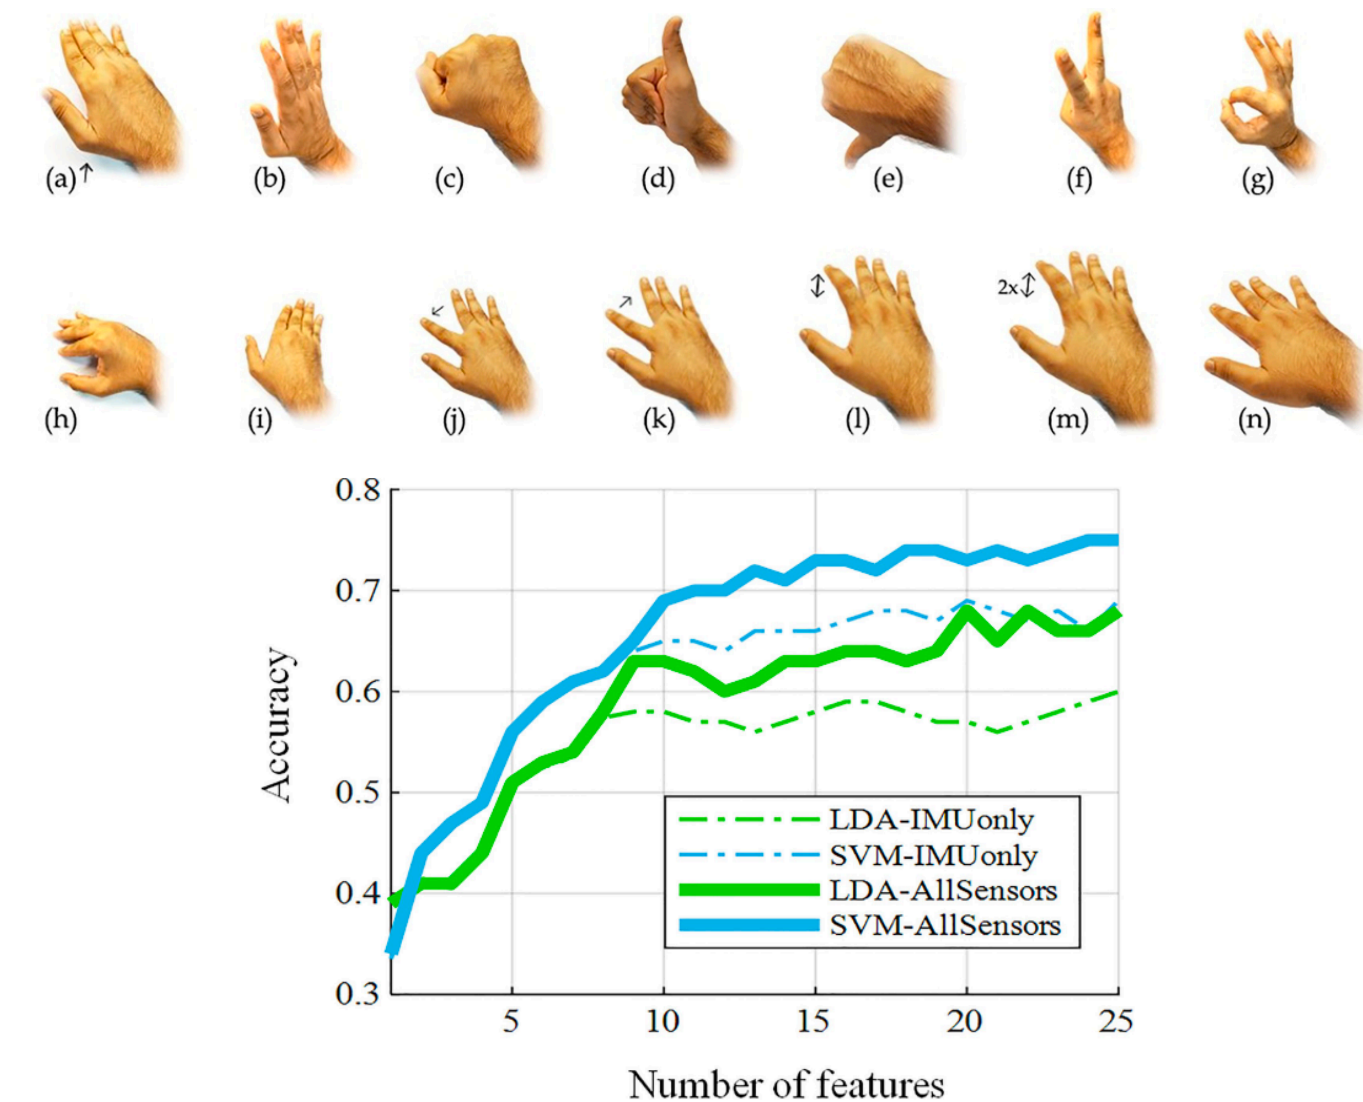 (a)↑ (b) (c) (d) (e) (f) (g)
2x↕
(h) (i) (j) (k) (l) (m) (n)
0.8
0.7
0.6
0.5
0.4
0.3
Accuracy
LDA-IMUonly
SVM-IMUonly
LDA-AllSensors
SVM-AllSensors
5 10 15 20 25
Number of features